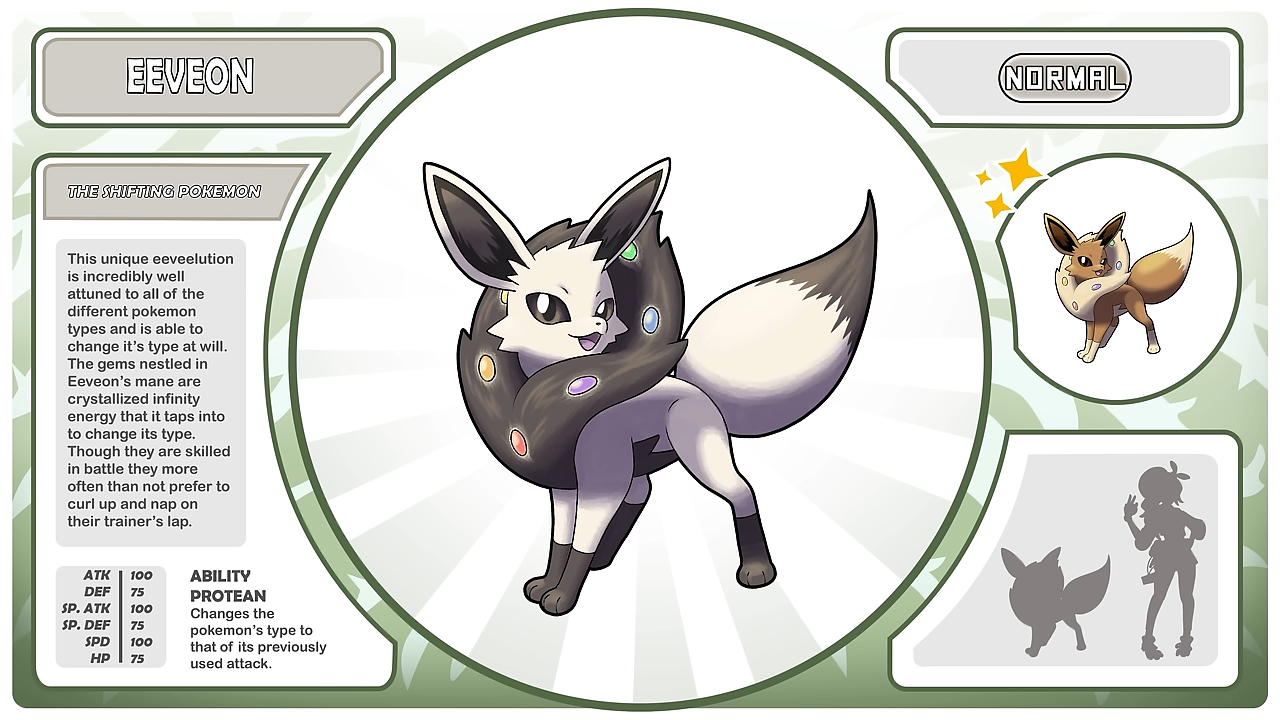 EEVEON
NORMAL
THE SHIFTING POKEMON
This unique eeveelution
is incredibly well
attuned to all of the
different pokemon
types and is able to
change it's type at will.
The gems nestled in
Eeveon's mane are
crystallized infinity
energy that it taps into
to change its type.
Though they are skilled
in battle they more
often than not prefer to
curl up and nap on
their trainer's lap.
ATK 100
DEF 75
SP. ATK 100
SP. DEF 75
SPD 100
HP 75
ABILITY
PROTEAN
Changes the
pokemon's type to
that of its previously
used attack.